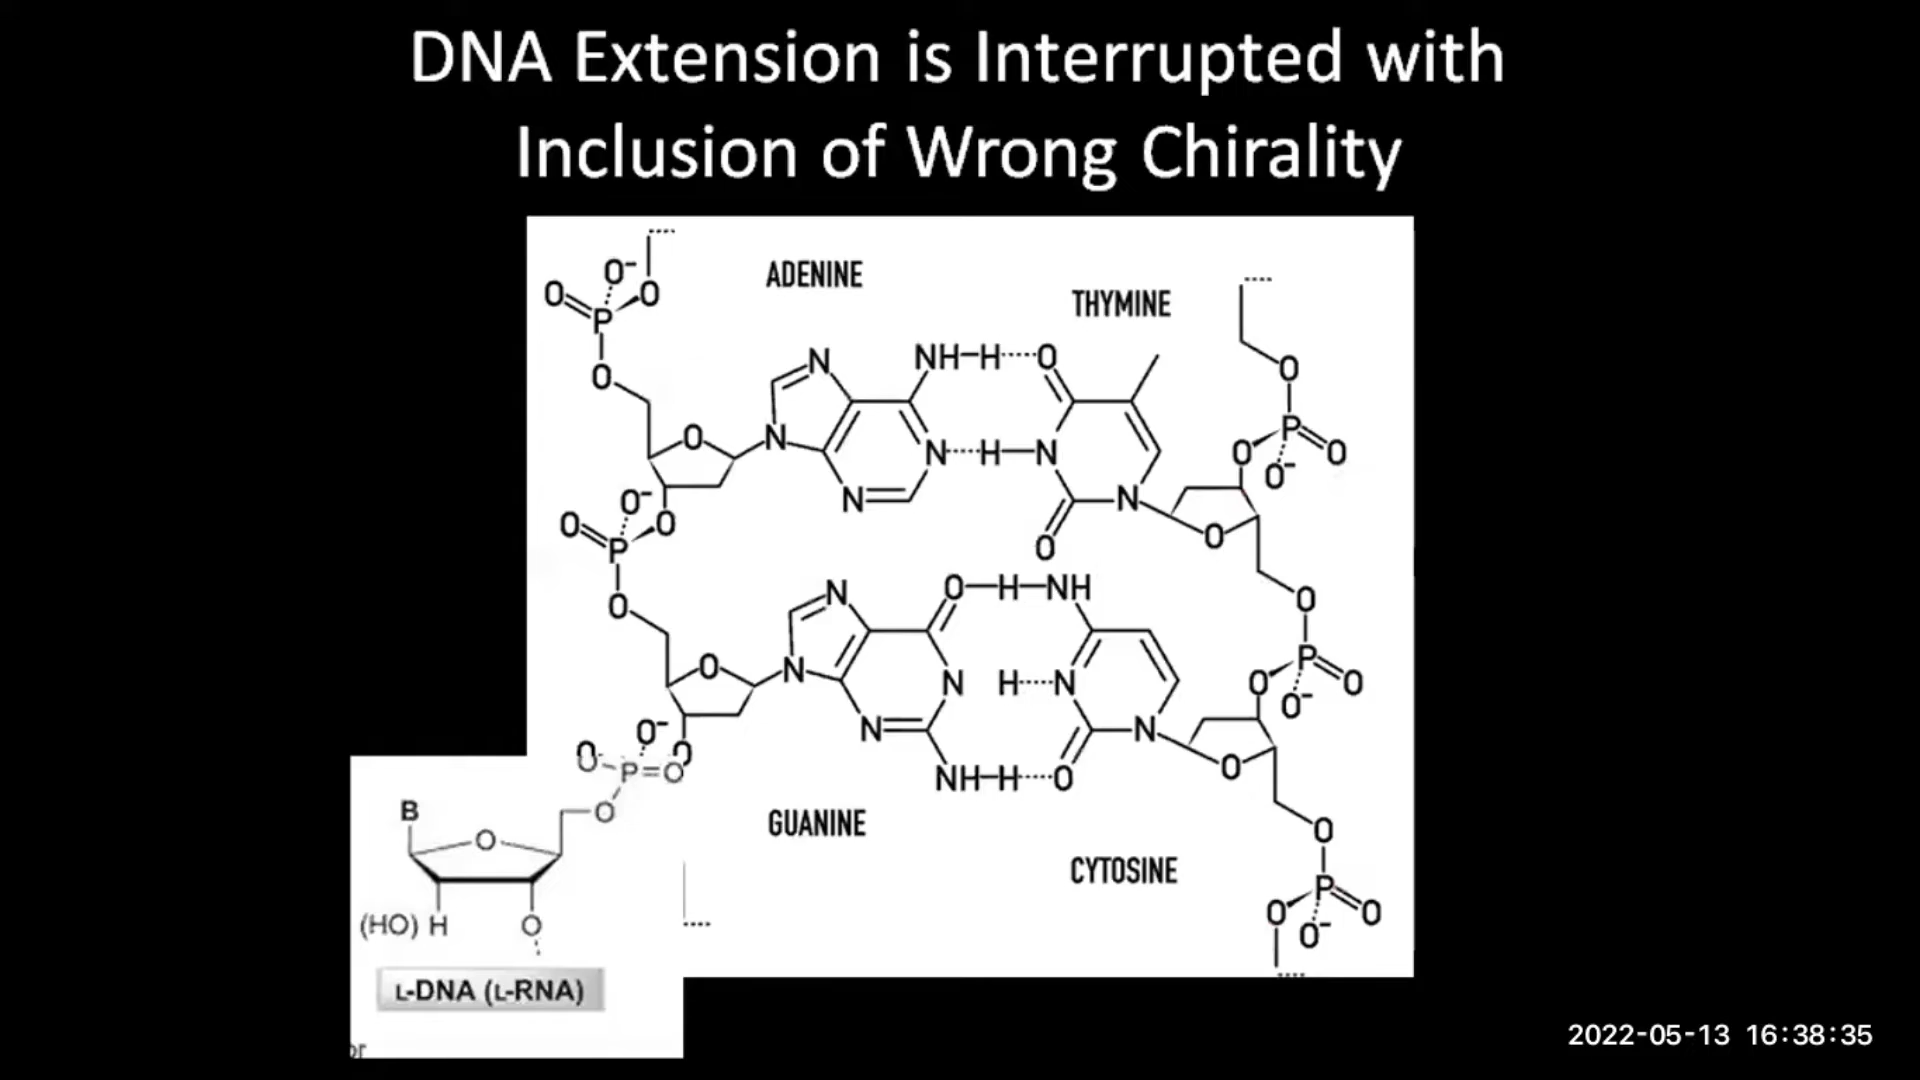 DNA Extension is Interrupted with
Inclusion of Wrong Chirality
ADENINE
THYMINE
GUANINE
CYTOSINE
O⁻
O
O
P
O
N
NH-H
O
O
N
N
H
N
O
N
N
O
P
O
O
O⁻
O
O⁻
O
O
P
O
N
O
O
N
O
H
NH
O
P
O
O
O⁻
O
N
N
H
N
N
N
O
NH-H
O
O⁻
O
O
O⁻
P=O
O
O
P
O
O
O⁻
B
O
(HO) H
O
L-DNA (L-RNA)
2022-05-13 16:38:35